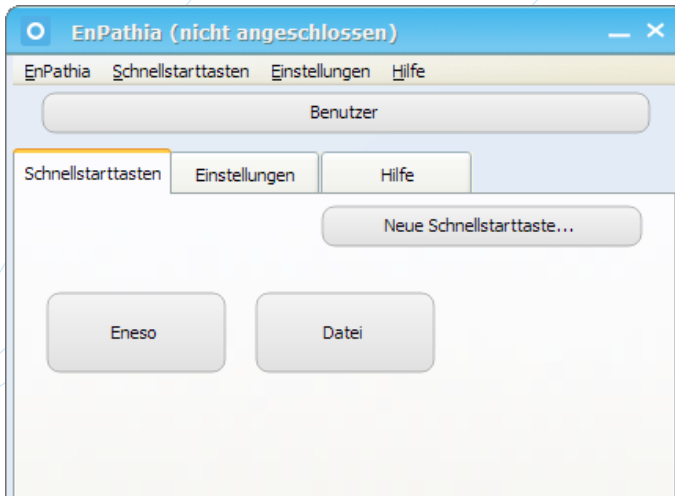 EnPathia (nicht angeschlossen)
EnPathia Schnellstarttasten Einstellungen Hilfe
Benutzer
Schnellstarttasten Einstellungen Hilfe
Neue Schnellstarttaste...
Eneso Datei